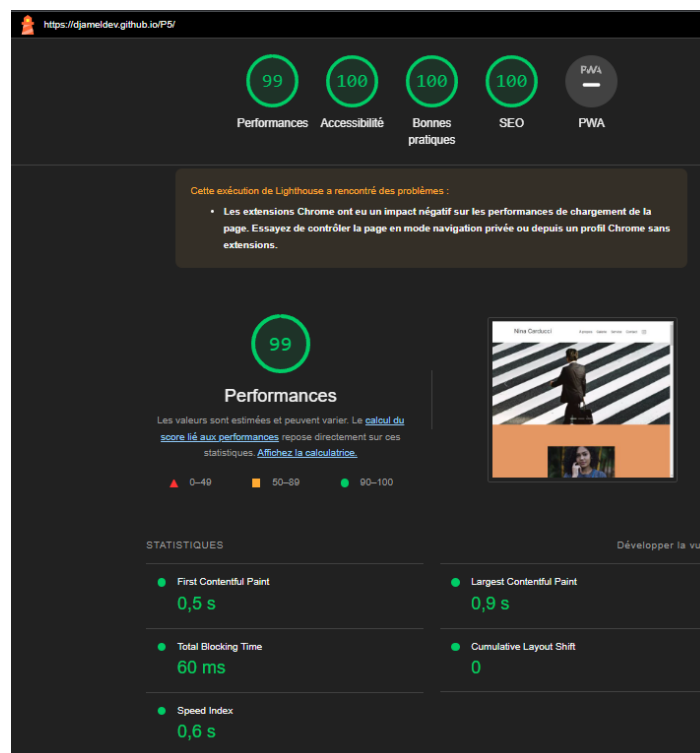 https://djameldev.github.io/P5/
99
100
100
100
PWA
Performances
Accessibilité
Bonnes
pratiques
SEO
PWA
Cette exécution de Lighthouse a rencontré des problèmes :
• Les extensions Chrome ont eu un impact négatif sur les performances de chargement de la
page. Essayez de contrôler la page en mode navigation privée ou depuis un profil Chrome sans
extensions.
99
Performances
Les valeurs sont estimées et peuvent varier. Le calcul du
score lié aux performances repose directement sur ces
statistiques. Affichez la calculatrice.
0–49
50–89
90–100
Nina Carducci
STATISTIQUES
Développer la vu
First Contentful Paint
0,5 s
Largest Contentful Paint
0,9 s
Total Blocking Time
60 ms
Cumulative Layout Shift
0
Speed Index
0,6 s